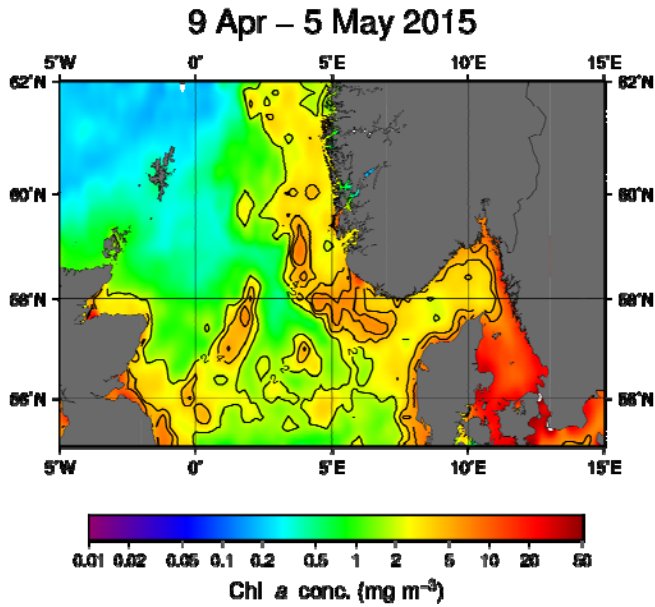 9 Apr – 5 May 2015
5˚W 0˚ 5˚E 10˚E 15˚E
62˚N 62˚N
60˚N 60˚N
58˚N 58˚N
56˚N 56˚N
5˚W 0˚ 5˚E 10˚E 15˚E
0.01 0.02 0.05 0.1 0.2 0.5 1 2 5 10 20 50
Chl a conc. (mg m⁻³)